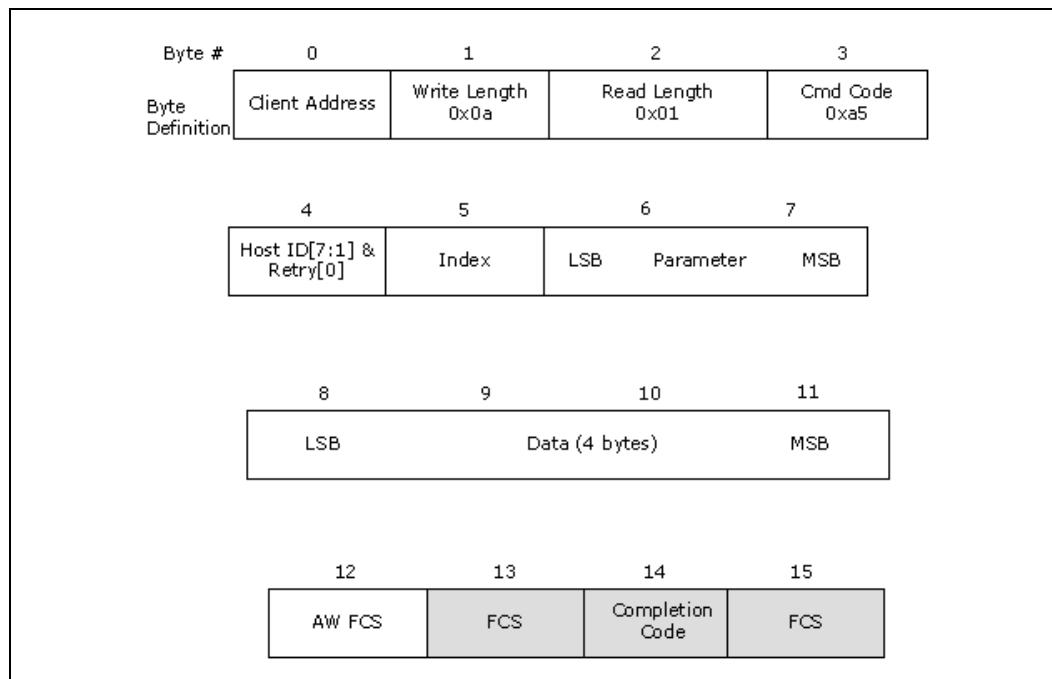 Byte # 0 1 2 3
Byte Definition
Client Address
Write Length
0x0a
Read Length
0x01
Cmd Code
0xa5
4 5 6 7
Host ID[7:1] &
Retry[0]
Index
LSB Parameter MSB
8 9 10 11
LSB Data (4 bytes) MSB
12 13 14 15
AW FCS
FCS
Completion
Code
FCS